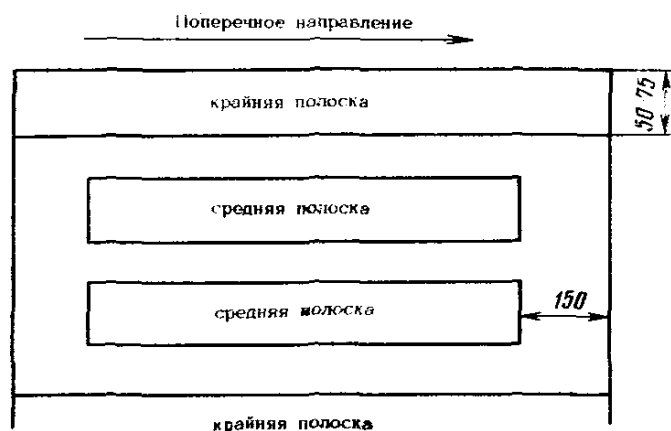 Поперечное направление
крайняя полоска
50 75
средняя полоска
средняя полоска
150
крайняя полоска